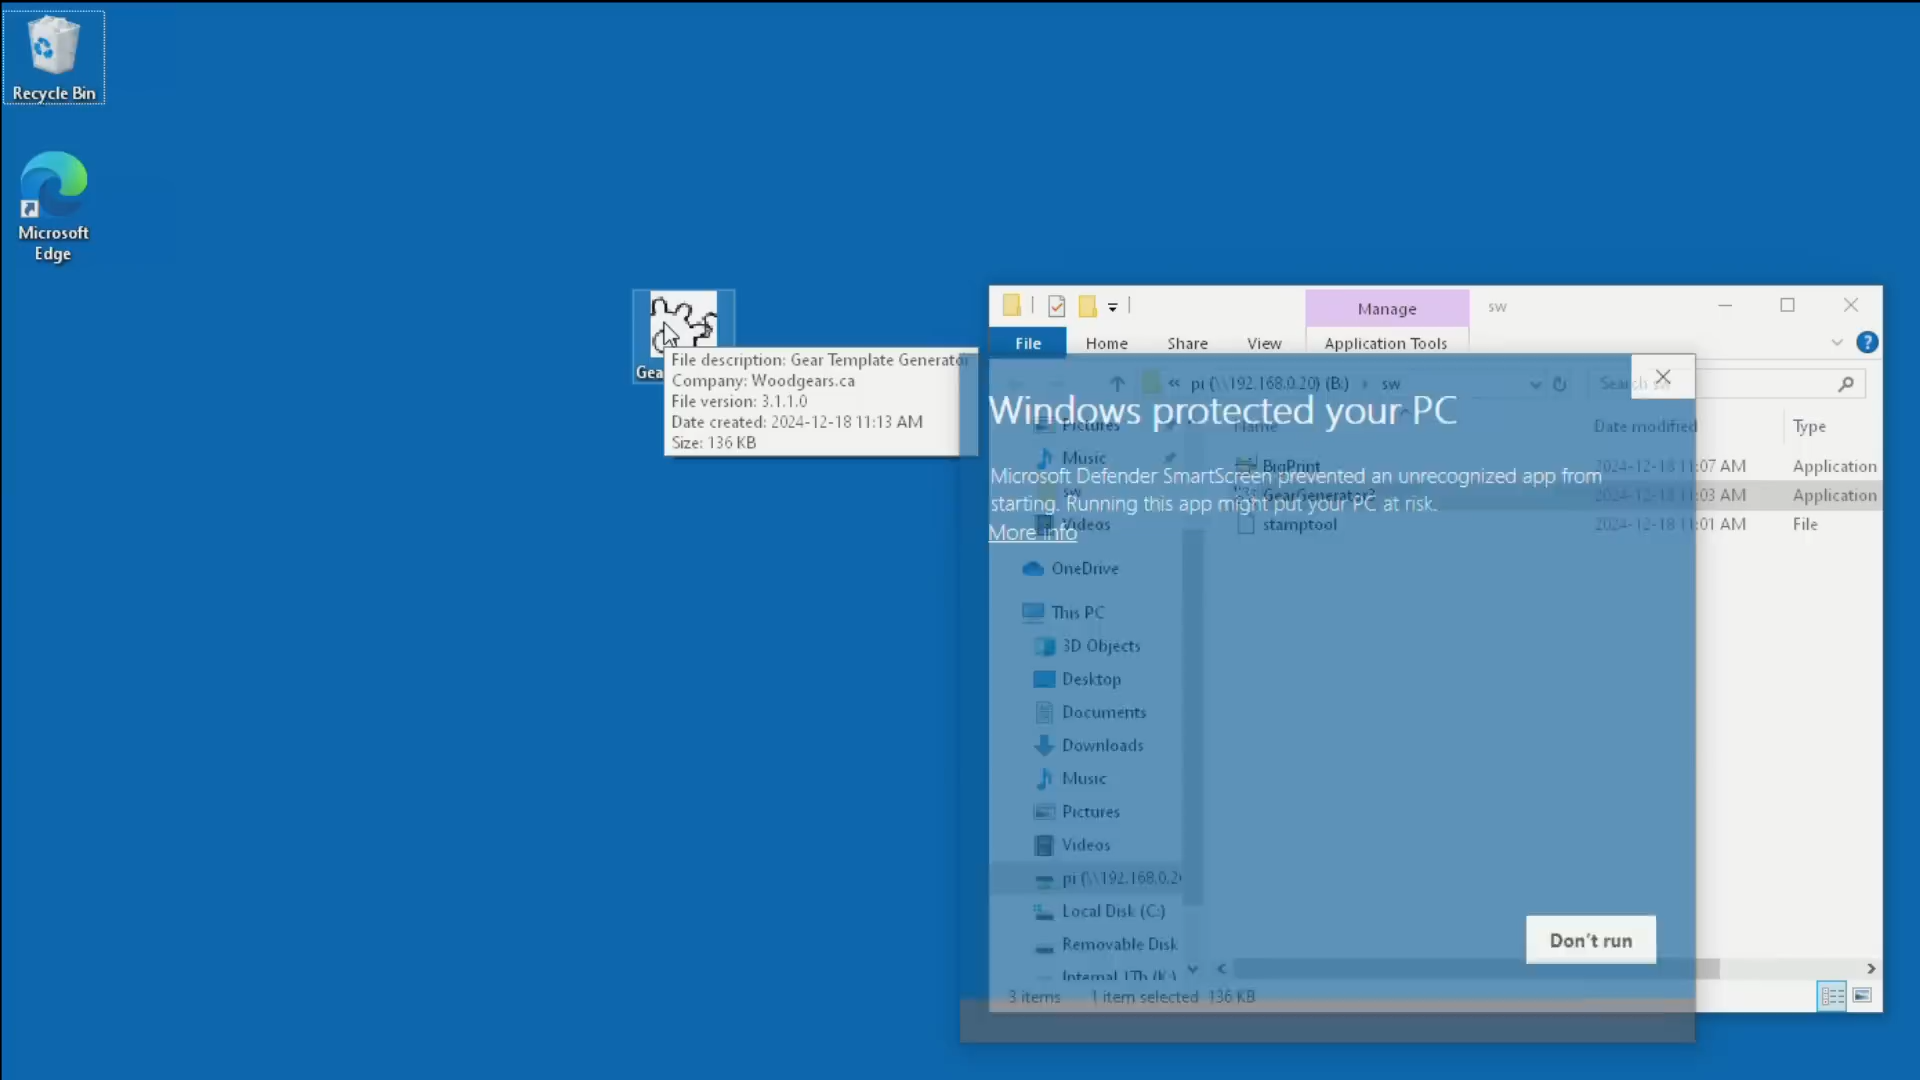 Recycle Bin
Microsoft
Edge
Gea
File description: Gear Template Generator
Company: Woodgears.ca
File version: 3.1.1.0
Date created: 2024-12-18 11:13 AM
Size: 136 KB
Manage
sw
File
Home
Share
View
Application Tools
« pi (\\192.168.0.20) (B:) › sw
Search sw
Windows protected your PC
Microsoft Defender SmartScreen prevented an unrecognized app from
starting. Running this app might put your PC at risk.
More info
Don't run
Pictures
Music
sw
Videos
OneDrive
This PC
3D Objects
Desktop
Documents
Downloads
Music
Pictures
Videos
pi (\\192.168.0.2
Local Disk (C:)
Removable Disk
Internal 1Tb (K:)
Name
Date modified
Type
BigPrint
2024-12-18 11:07 AM
Application
GearGenerator3
2024-12-18 11:03 AM
Application
stamptool
2024-12-18 11:01 AM
File
3 items
1 item selected 136 KB